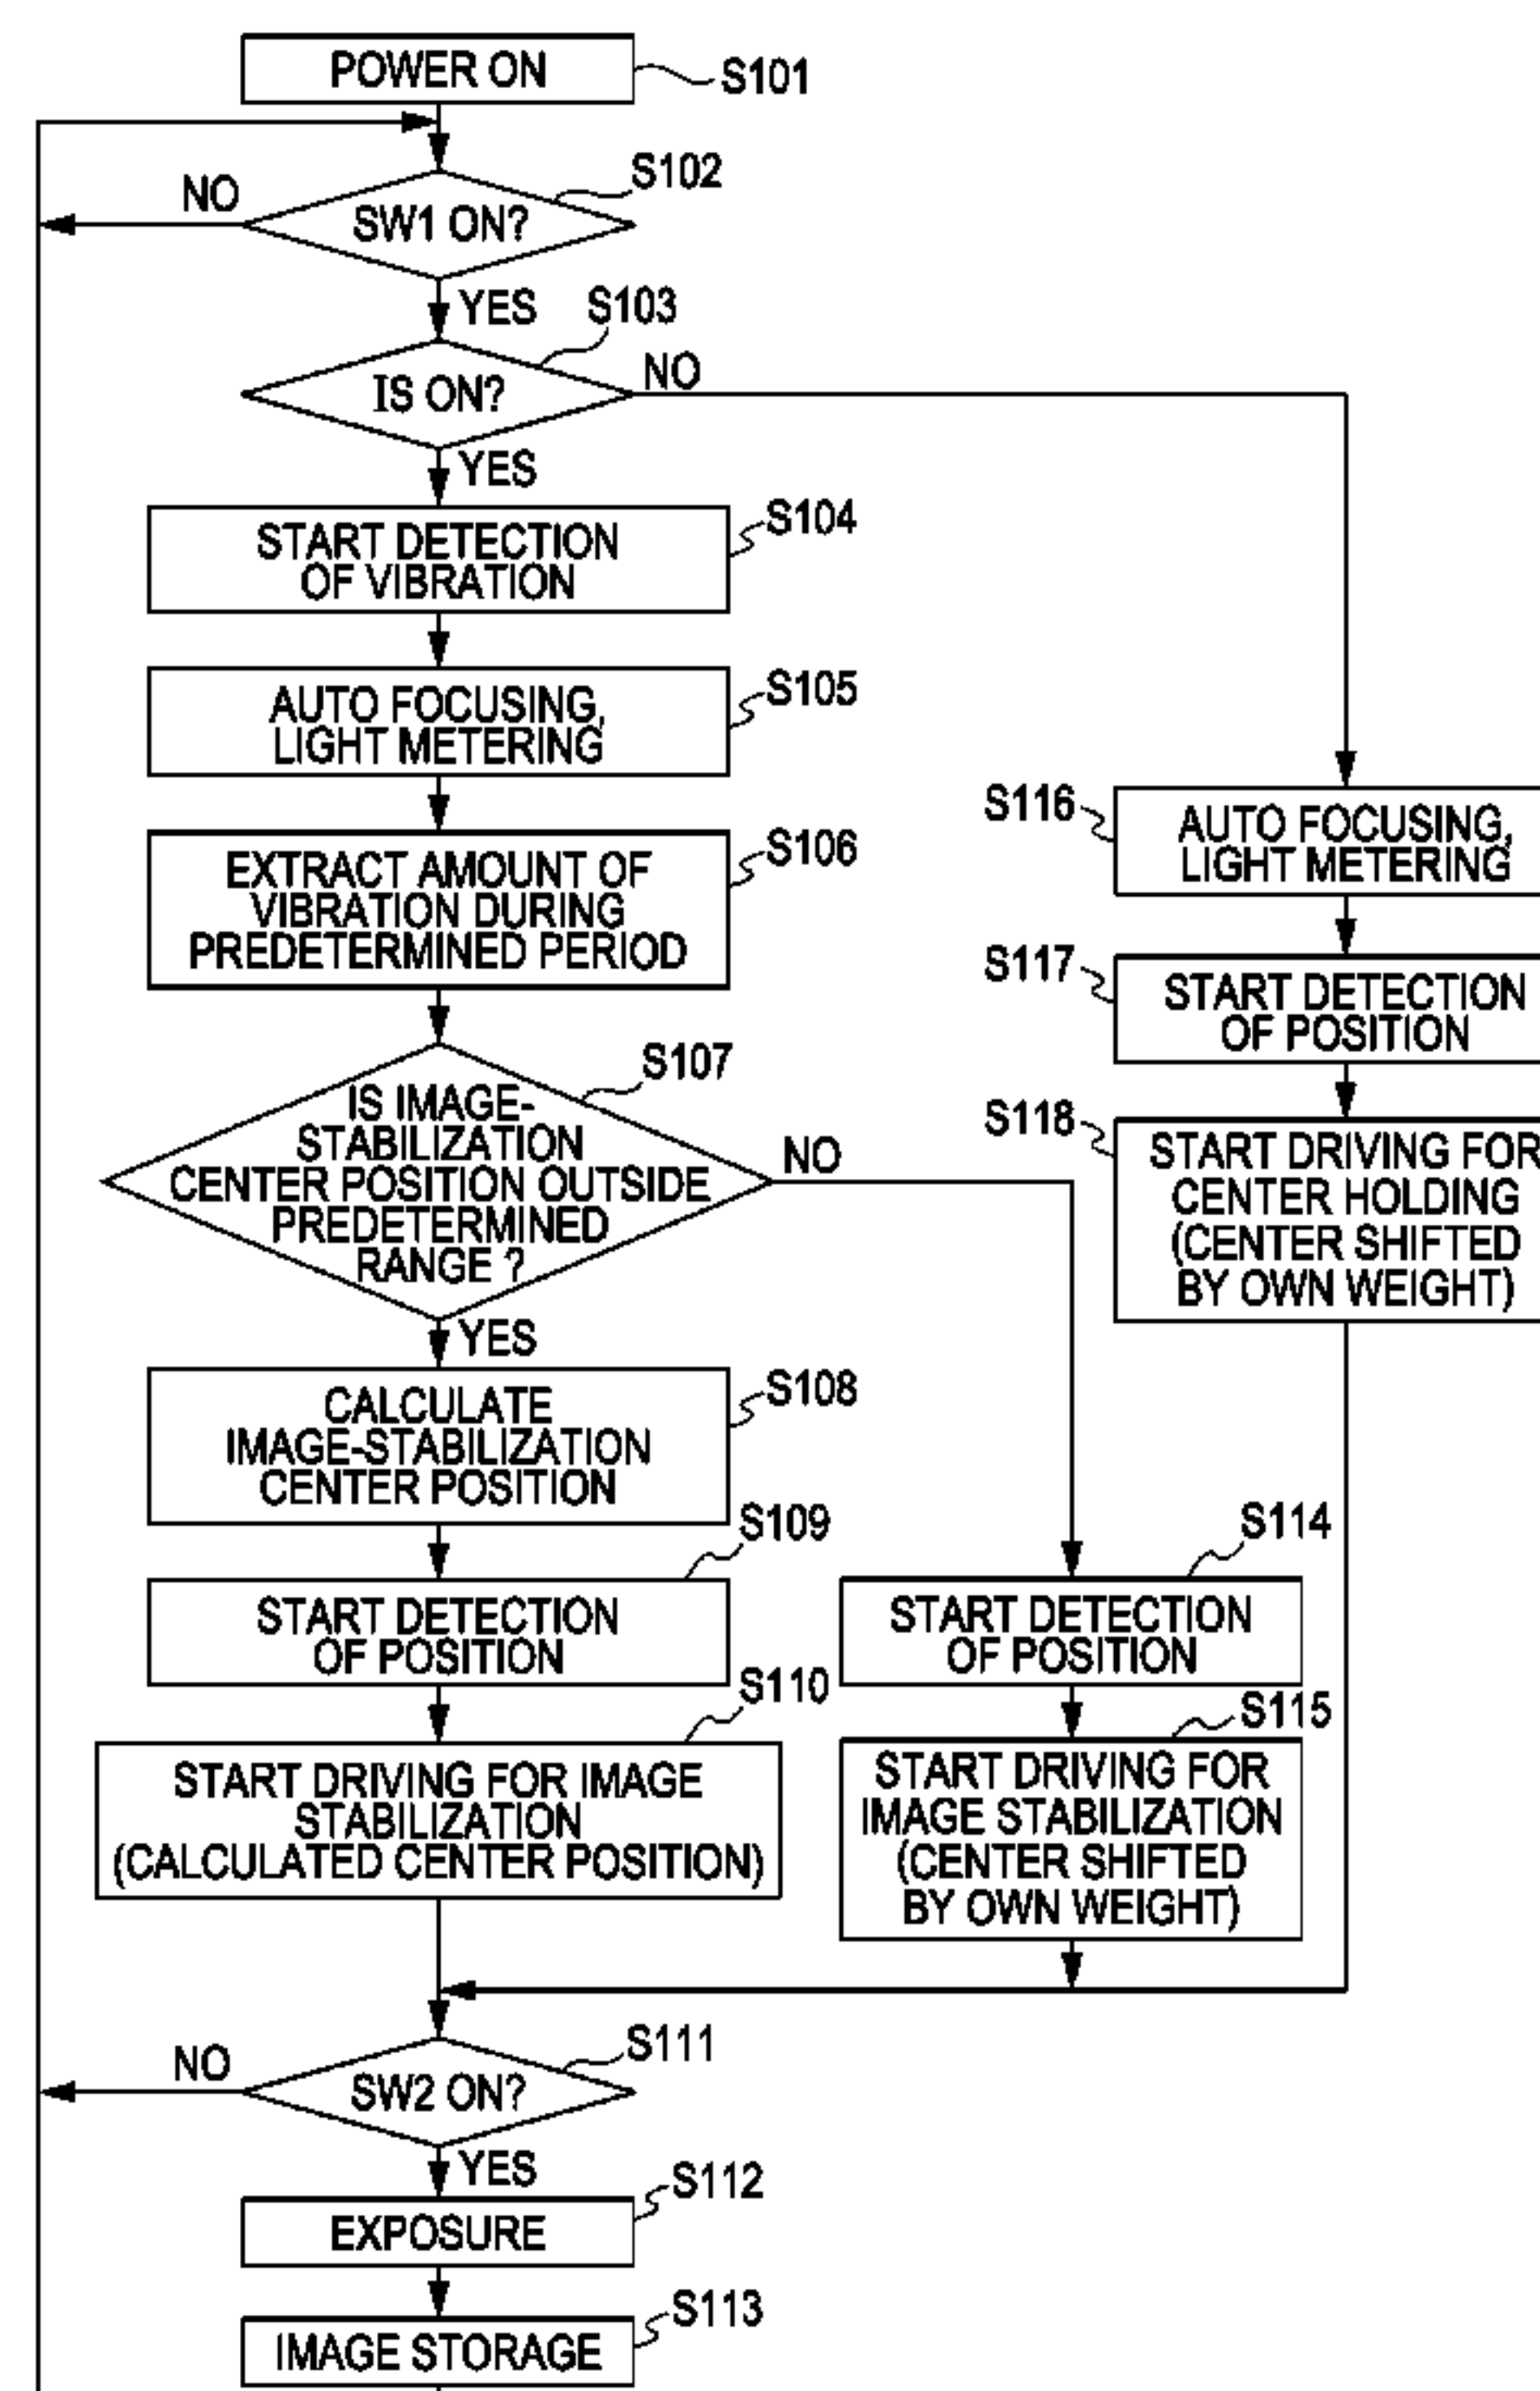 POWER ON
S101
S102
NO
SW1 ON?
YES
S103
NO
IS ON?
YES
S104
START DETECTION
OF VIBRATION
S105
AUTO FOCUSING,
LIGHT METERING
S106
EXTRACT AMOUNT OF
VIBRATION DURING
PREDETERMINED PERIOD
S107
IS IMAGE-
STABILIZATION
CENTER POSITION OUTSIDE
PREDETERMINED
RANGE ?
NO
YES
S108
CALCULATE
IMAGE-STABILIZATION
CENTER POSITION
S109
START DETECTION
OF POSITION
S110
START DRIVING FOR IMAGE
STABILIZATION
(CALCULATED CENTER POSITION)
S114
START DETECTION
OF POSITION
S115
START DRIVING FOR
IMAGE STABILIZATION
(CENTER SHIFTED
BY OWN WEIGHT)
S116
AUTO FOCUSING,
LIGHT METERING
S117
START DETECTION
OF POSITION
S118
START DRIVING FOR
CENTER HOLDING
(CENTER SHIFTED
BY OWN WEIGHT)
S111
NO
SW2 ON?
YES
S112
EXPOSURE
S113
IMAGE STORAGE